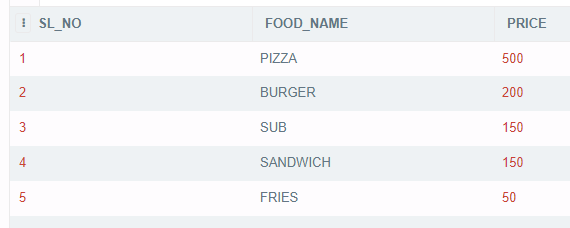 SL_NO FOOD_NAME PRICE
1 PIZZA 500
2 BURGER 200
3 SUB 150
4 SANDWICH 150
5 FRIES 50